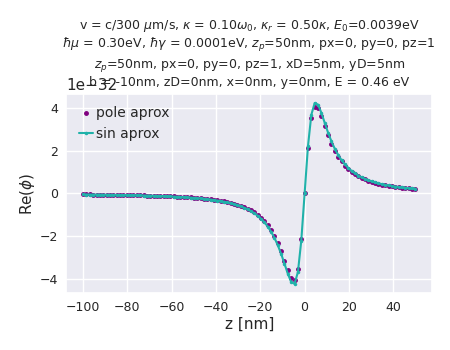 v = c/300 μm/s, κ = 0.10ω₀, κᵣ = 0.50κ, E₀=0.0039eV
ħμ = 0.30eV, ħγ = 0.0001eV, zₚ=50nm, px=0, py=0, pz=1
zₚ=50nm, px=0, py=0, pz=1, xD=5nm, yD=5nm
b = -10nm, zD=0nm, x=0nm, y=0nm, E = 0.46 eV
1e−32
pole aprox
sin aprox
4
2
0
−2
−4
Re(ϕ)
−100 −80 −60 −40 −20 0 20 40
z [nm]